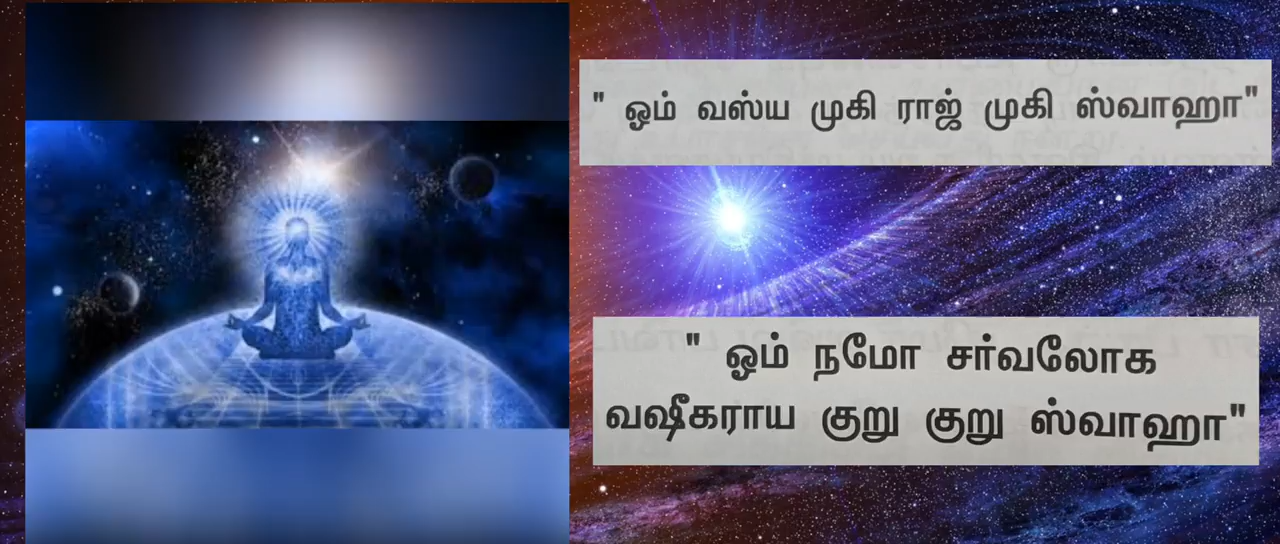 " ஓம் வஸ்ய முகி ராஜ் முகி ஸ்வாஹா"
" ஓம் நமோ சர்வலோக
வஷீகராய குறு குறு ஸ்வாஹா"